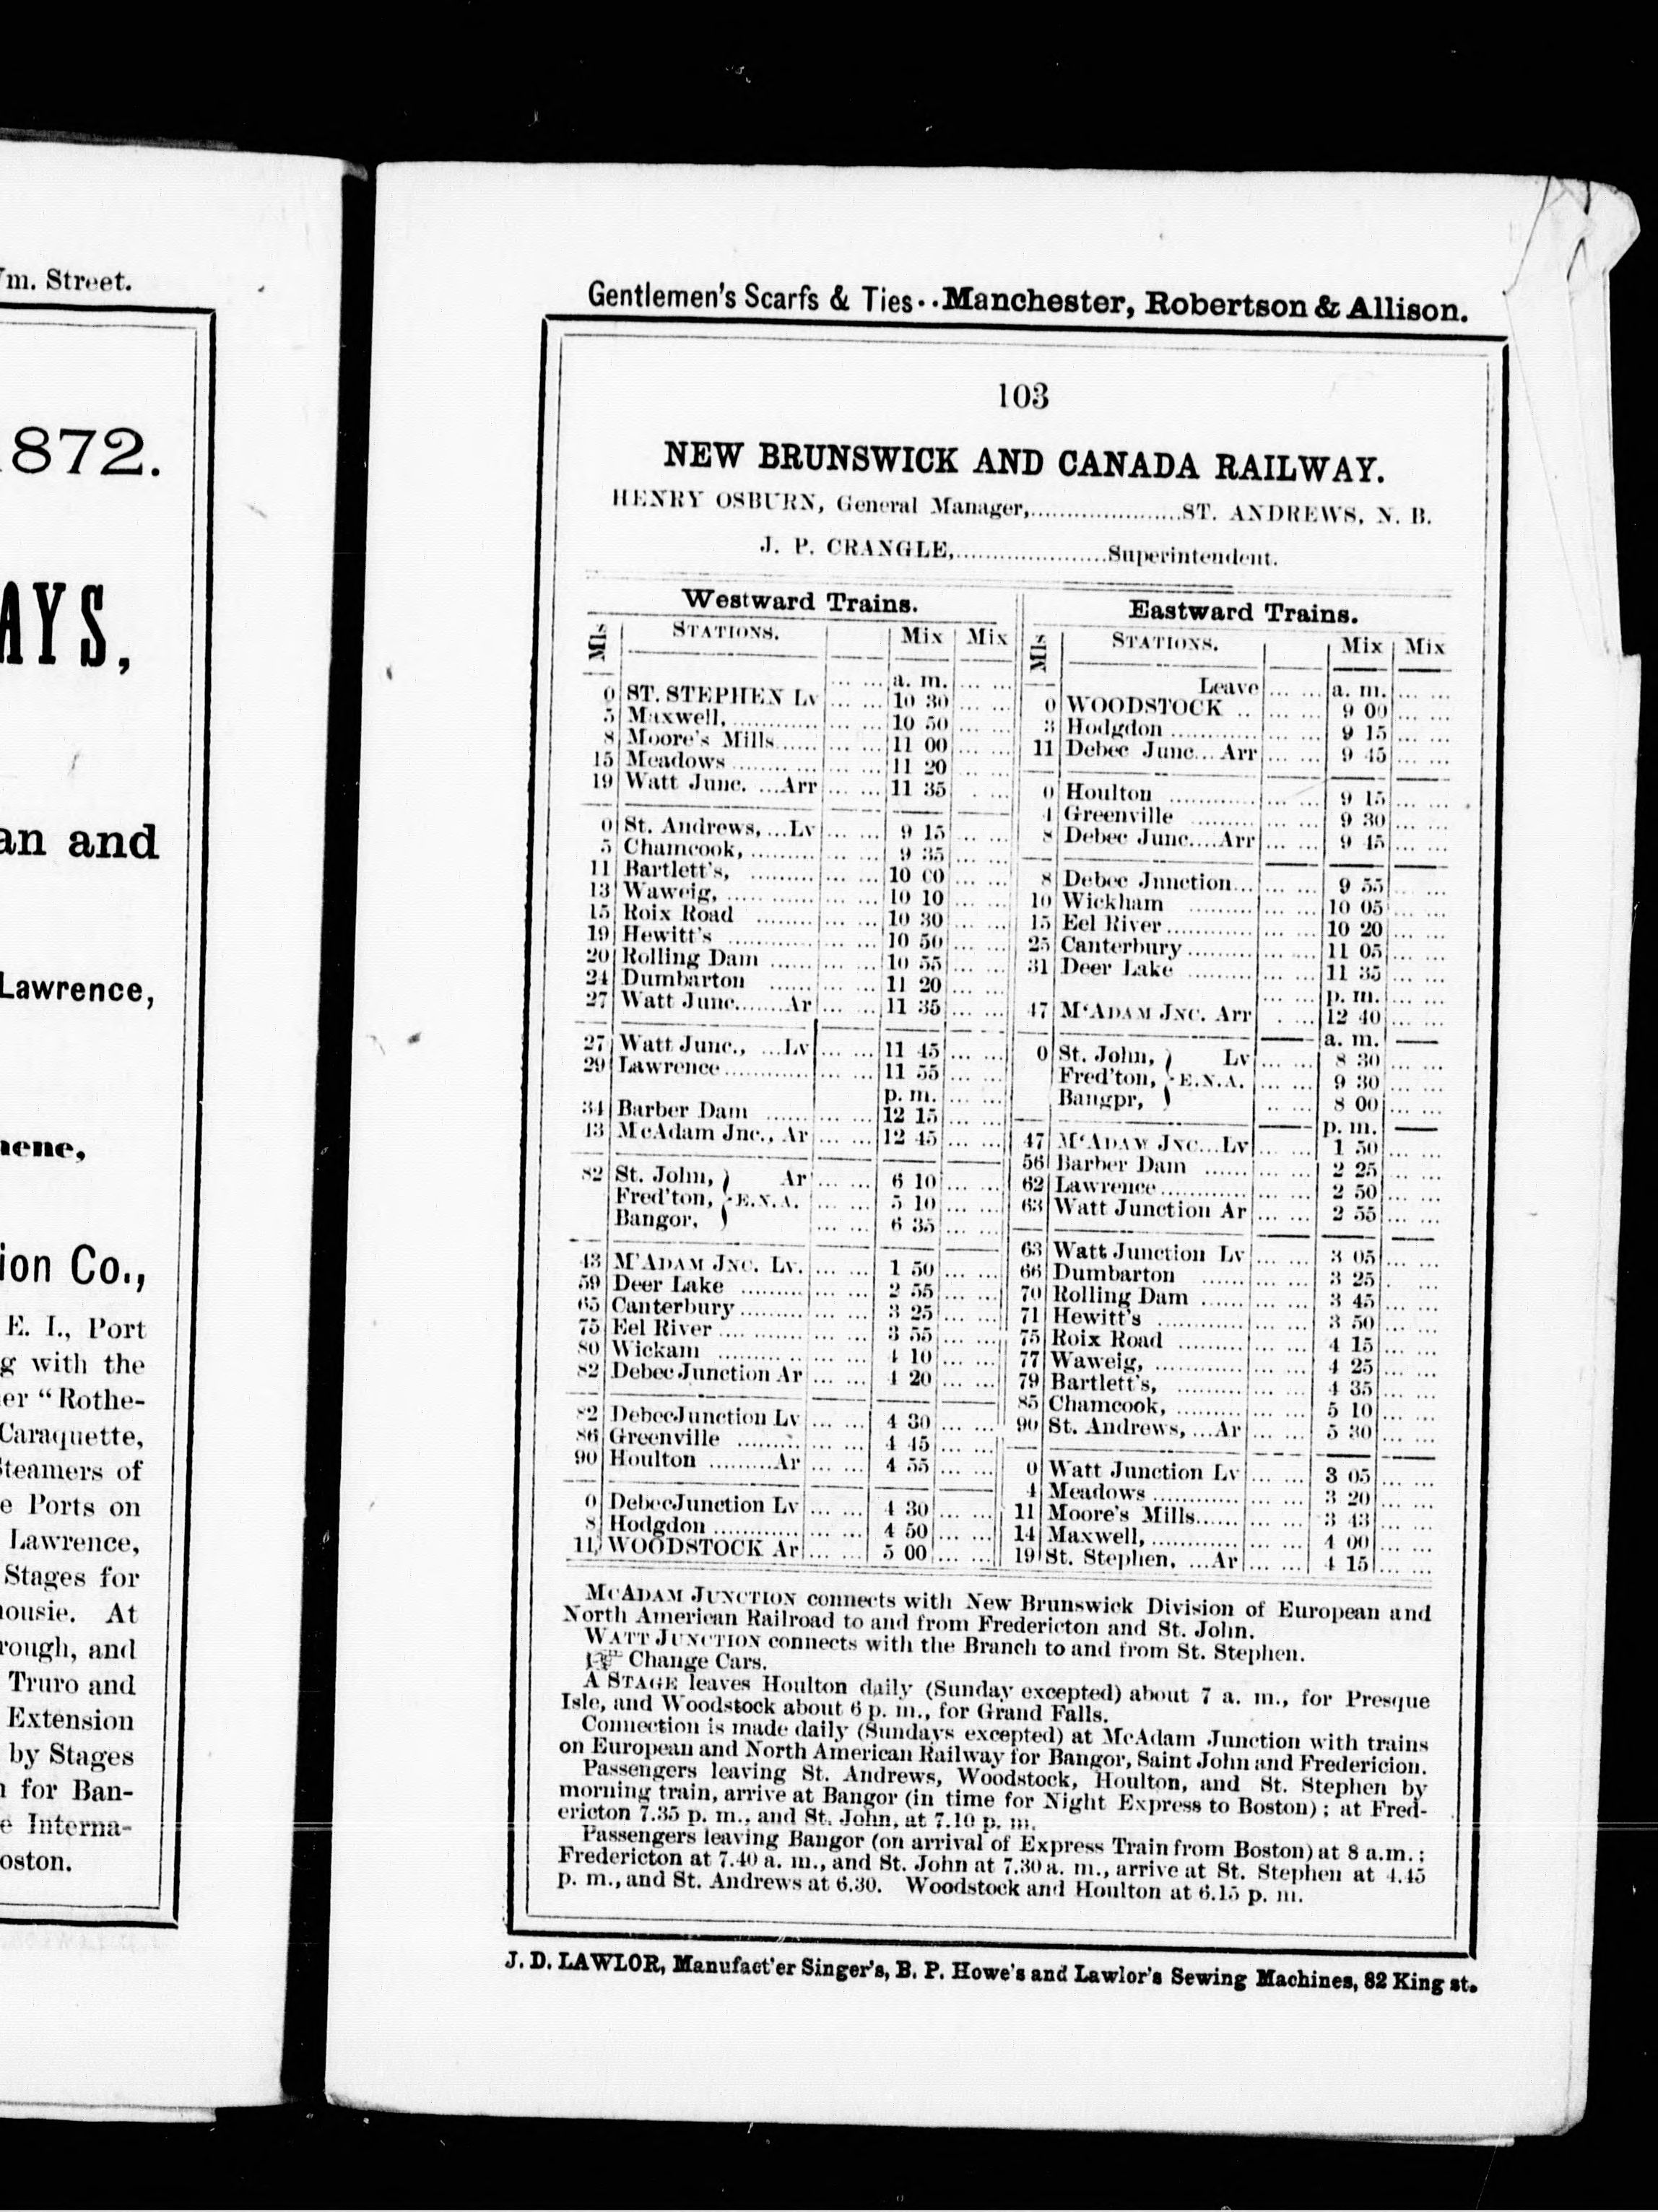 'm. Street.
1872.
AYS,
an and
Lawrence,
nene,
ion Co.,
E. I., Port
g with the
er "Rothe-
Caraquette,
Steamers of
e Ports on
Lawrence,
Stages for
ousie. At
rough, and
Truro and
Extension
by Stages
n for Ban-
e Interna-
oston.
Gentlemen's Scarfs & Ties..Manchester, Robertson & Allison.
103
NEW BRUNSWICK AND CANADA RAILWAY.
HENRY OSBURN, General Manager,......................ST. ANDREWS, N. B.
J. P. CRANGLE,......................Superintendent.
Westward Trains.
Mls STATIONS. Mix Mix
a. m.
0 ST. STEPHEN Lv 10 30
5 Maxwell, 10 50
8 Moore's Mills 11 00
15 Meadows 11 20
19 Watt Junc. ...Arr 11 35
0 St. Andrews, ...Lv 9 15
5 Chamcook, 9 35
11 Bartlett's, 10 00
13 Waweig, 10 10
15 Roix Road 10 30
19 Hewitt's 10 50
20 Rolling Dam 10 55
24 Dumbarton 11 20
27 Watt Junc.......Ar 11 35
27 Watt Junc., ...Lv 11 45
29 Lawrence 11 55
p. m.
34 Barber Dam 12 15
43 McAdam Jnc., Ar 12 45
82 St. John, } Ar 6 10
Fred'ton, } E.N.A. 5 10
Bangor, } 6 35
43 M'ADAM JNC. Lv. 1 50
59 Deer Lake 2 55
65 Canterbury 3 25
75 Eel River 3 55
80 Wickam 4 10
82 Debec Junction Ar 4 20
82 Debec Junction Lv 4 30
86 Greenville 4 45
90 Houlton .........Ar 4 55
0 Debec Junction Lv 4 30
8 Hodgdon 4 50
11 WOODSTOCK Ar 5 00
Eastward Trains.
Mls STATIONS. Mix Mix
Leave a. m.
0 WOODSTOCK .. 9 00
3 Hodgdon 9 15
11 Debec Junc... Arr 9 45
0 Houlton 9 15
4 Greenville 9 30
8 Debec Junc....Arr 9 45
8 Debec Jnnction... 9 55
10 Wickham 10 05
15 Eel River 10 20
25 Canterbury 11 05
31 Deer Lake 11 35
p. m.
47 M'ADAM JNC. Arr 12 40
a. m.
0 St. John, } Lv 8 30
Fred'ton, } E.N.A. 9 30
Bangpr, } 8 00
p. m.
47 M'ADAM JNC...Lv 1 50
56 Barber Dam 2 25
62 Lawrence 2 50
63 Watt Junction Ar 2 55
63 Watt Junction Lv 3 05
66 Dumbarton 3 25
70 Rolling Dam 3 45
71 Hewitt's 3 50
75 Roix Road 4 15
77 Waweig, 4 25
79 Bartlett's, 4 35
85 Chamcook, 5 10
90 St. Andrews, ...Ar 5 30
0 Watt Junction Lv 3 05
4 Meadows 3 20
11 Moore's Mills 3 43
14 Maxwell, 4 00
19 St. Stephen, ...Ar 4 15
MCADAM JUNCTION connects with New Brunswick Division of European and
North American Railroad to and from Fredericton and St. John.
WATT JUNCTION connects with the Branch to and from St. Stephen.
☞ Change Cars.
A STAGE leaves Houlton daily (Sunday excepted) about 7 a. m., for Presque
Isle, and Woodstock about 6 p. m., for Grand Falls.
Connection is made daily (Sundays excepted) at McAdam Junction with trains
on European and North American Railway for Bangor, Saint John and Fredericion.
Passengers leaving St. Andrews, Woodstock, Houlton, and St. Stephen by
morning train, arrive at Bangor (in time for Night Express to Boston); at Fred-
ericton 7.35 p. m., and St. John, at 7.10 p. m.
Passengers leaving Bangor (on arrival of Express Train from Boston) at 8 a.m.;
Fredericton at 7.40 a. m., and St. John at 7.30 a. m., arrive at St. Stephen at 4.45
p. m., and St. Andrews at 6.30. Woodstock and Houlton at 6.15 p. m.
J. D. LAWLOR, Manufact'er Singer's, B. P. Howe's and Lawlor's Sewing Machines, 82 King st.